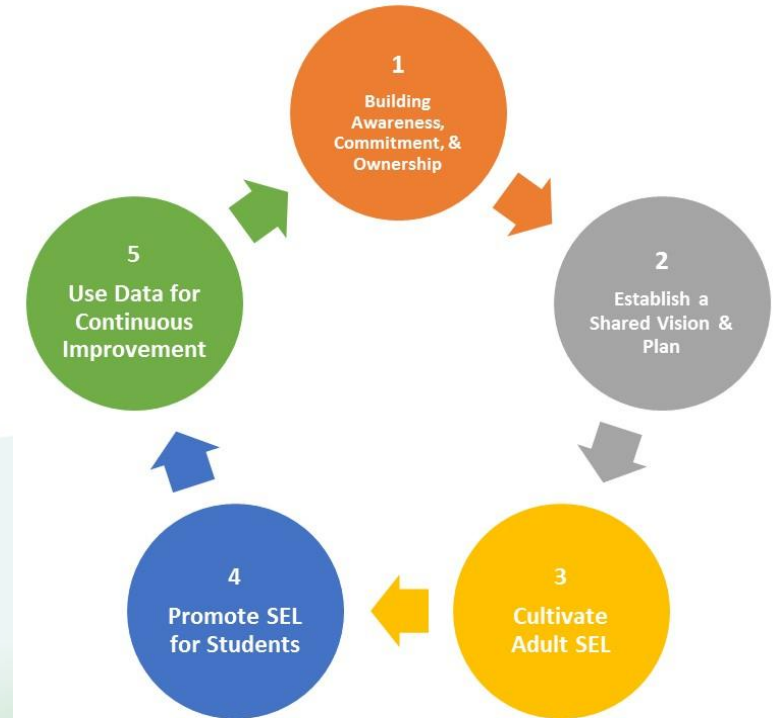 1
Building
Awareness,
Commitment, &
Ownership
2
Establish a
Shared Vision &
Plan
3
Cultivate
Adult SEL
4
Promote SEL
for Students
5
Use Data for
Continuous
Improvement